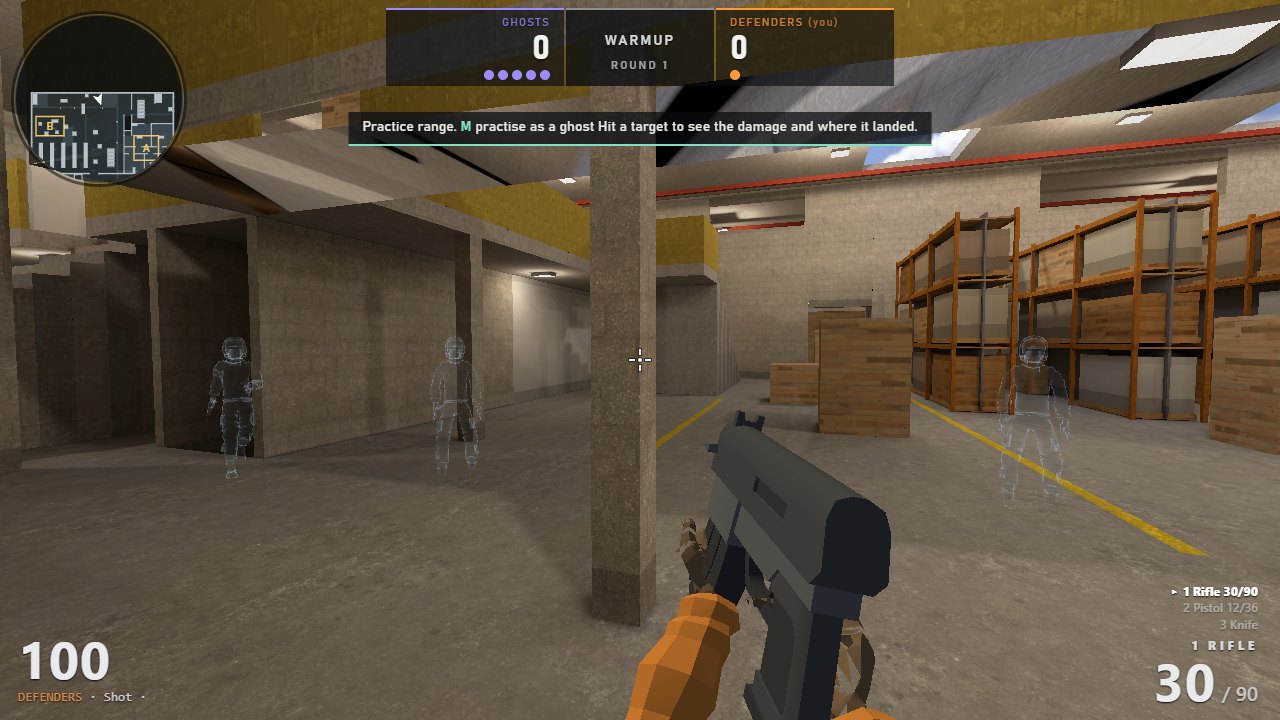 GHOSTS
0
WARMUP
ROUND 1
DEFENDERS (you)
0
Practice range. M practise as a ghost Hit a target to see the damage and where it landed.
B
A
▸ 1 Rifle 30/90
2 Pistol 12/36
3 Knife
1 RIFLE
30 / 90
100
DEFENDERS · Shot ·